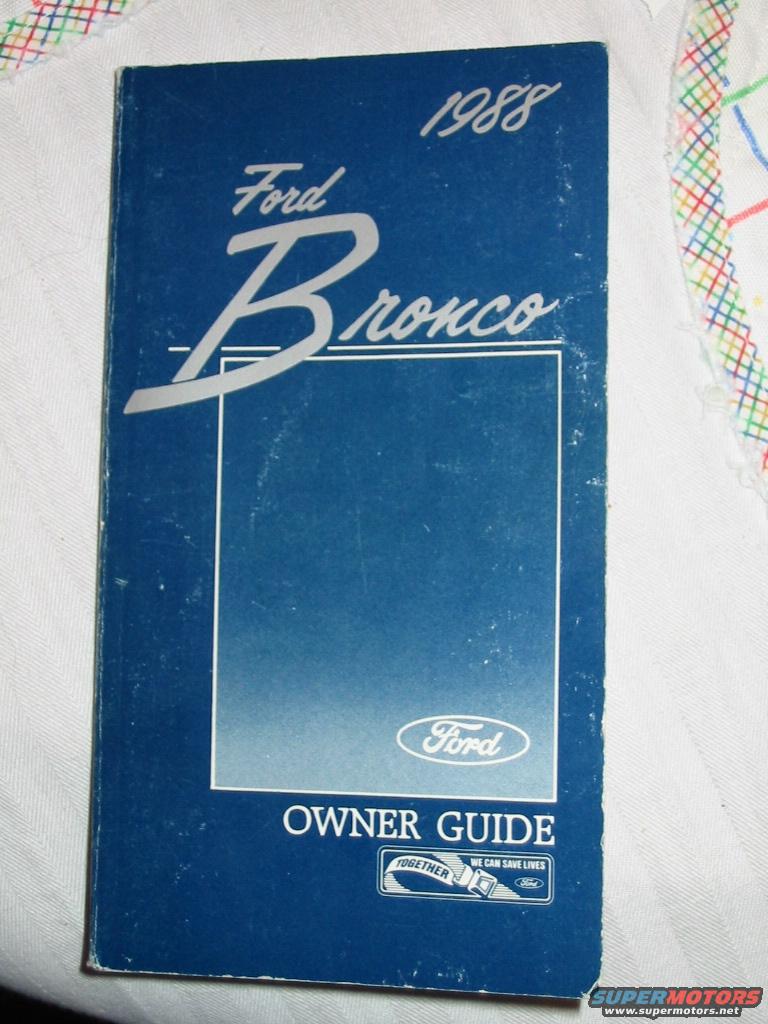 1988
Ford
Bronco
Ford
OWNER GUIDE
TOGETHER WE CAN SAVE LIVES
Ford
SUPERMOTORS
www.supermotors.net